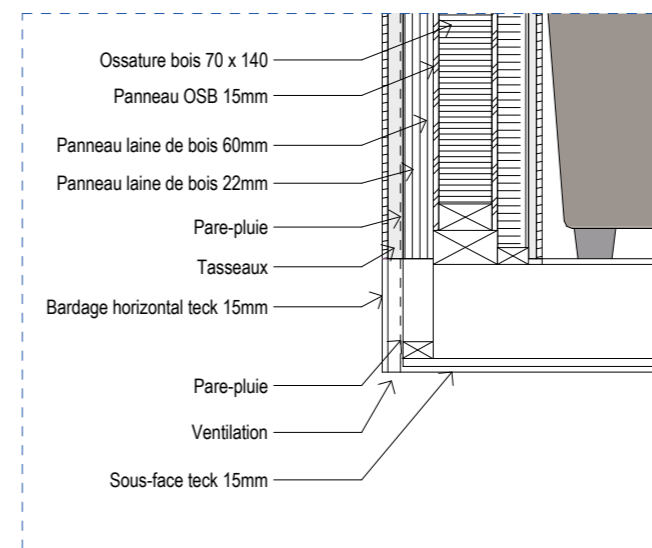 Ossature bois 70 x 140
Panneau OSB 15mm
Panneau laine de bois 60mm
Panneau laine de bois 22mm
Pare-pluie
Tasseaux
Bardage horizontal teck 15mm
Pare-pluie
Ventilation
Sous-face teck 15mm